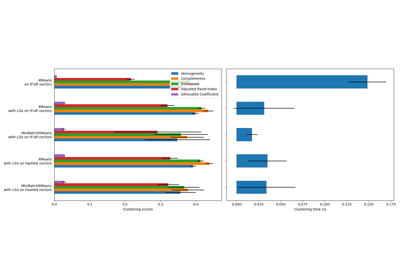 Homogeneity
Completeness
V-measure
Adjusted Rand-Index
Silhouette Coefficient
KMeans
on tf-idf vectors
KMeans
with LSA on tf-idf vectors
MiniBatchKMeans
with LSA on tf-idf vectors
KMeans
with LSA on hashed vectors
MiniBatchKMeans
with LSA on hashed vectors
0.0 0.1 0.2 0.3 0.4
Clustering scores
0.000 0.025 0.050 0.075 0.100 0.125 0.150 0.175
Clustering time (s)